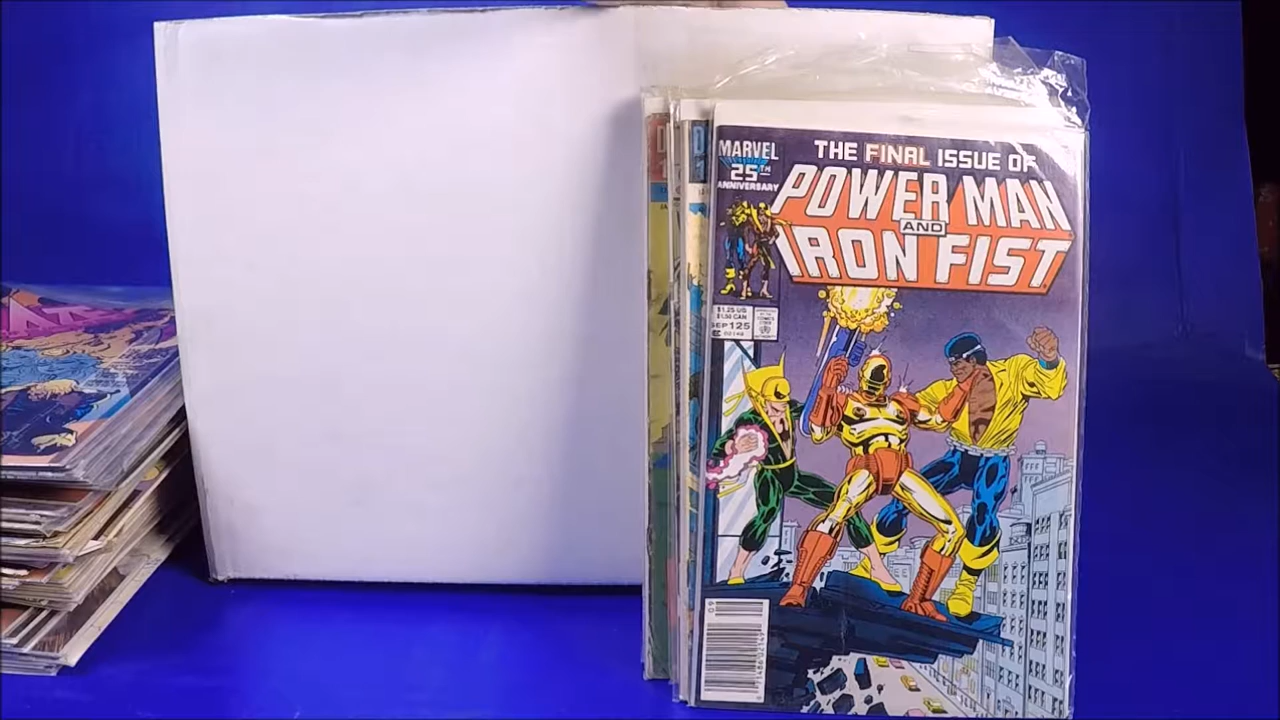 MARVEL
25TH
ANNIVERSARY
THE FINAL ISSUE OF
POWER MAN
AND
IRON FIST
$1.25 US
$1.50 CAN
SEP 125
09